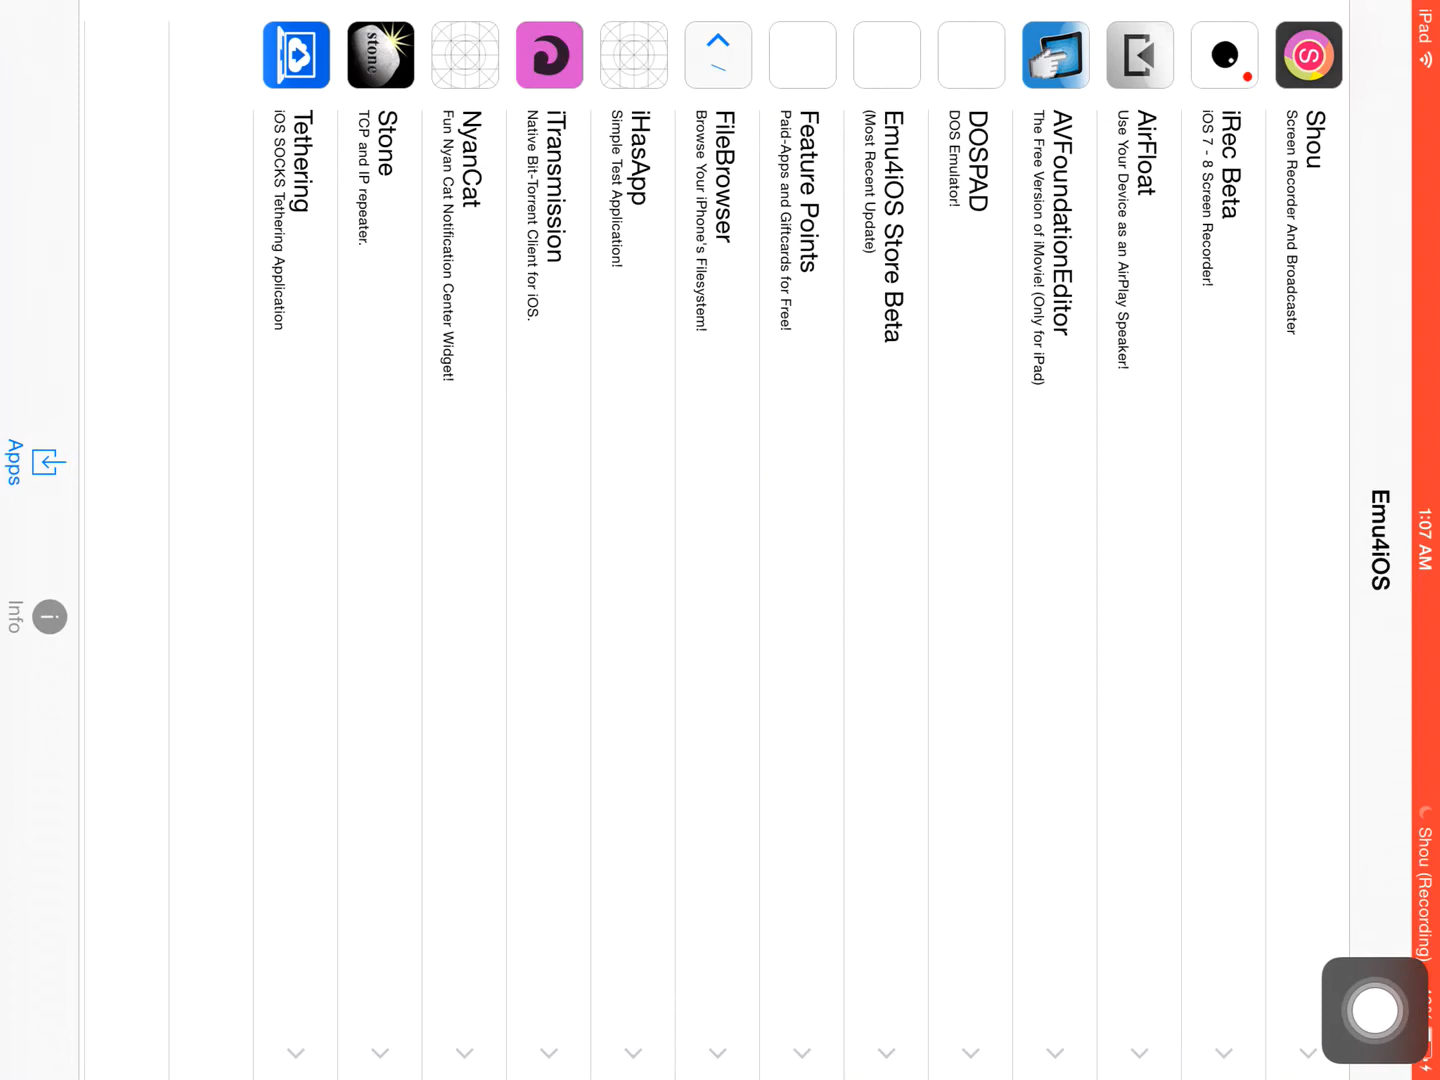 iPad
1:07 AM
Shou (Recording)
Emu4iOS
Shou
Screen Recorder And Broadcaster
iRec Beta
iOS 7 - 8 Screen Recorder!
AirFloat
Use Your Device as an AirPlay Speaker!
AVFoundationEditor
The Free Version of iMovie! (Only for iPad)
DOSPAD
DOS Emulator!
Emu4iOS Store Beta
(Most Recent Update)
Feature Points
Paid-Apps and Giftcards for Free!
FileBrowser
Browse Your iPhone's Filesystem!
iHasApp
Simple Test Application!
iTransmission
Native Bit-Torrent Client for iOS.
NyanCat
Fun Nyan Cat Notification Center Widget!
stone
Stone
TCP and IP repeater.
Tethering
iOS SOCKS Tethering Application
Apps
Info